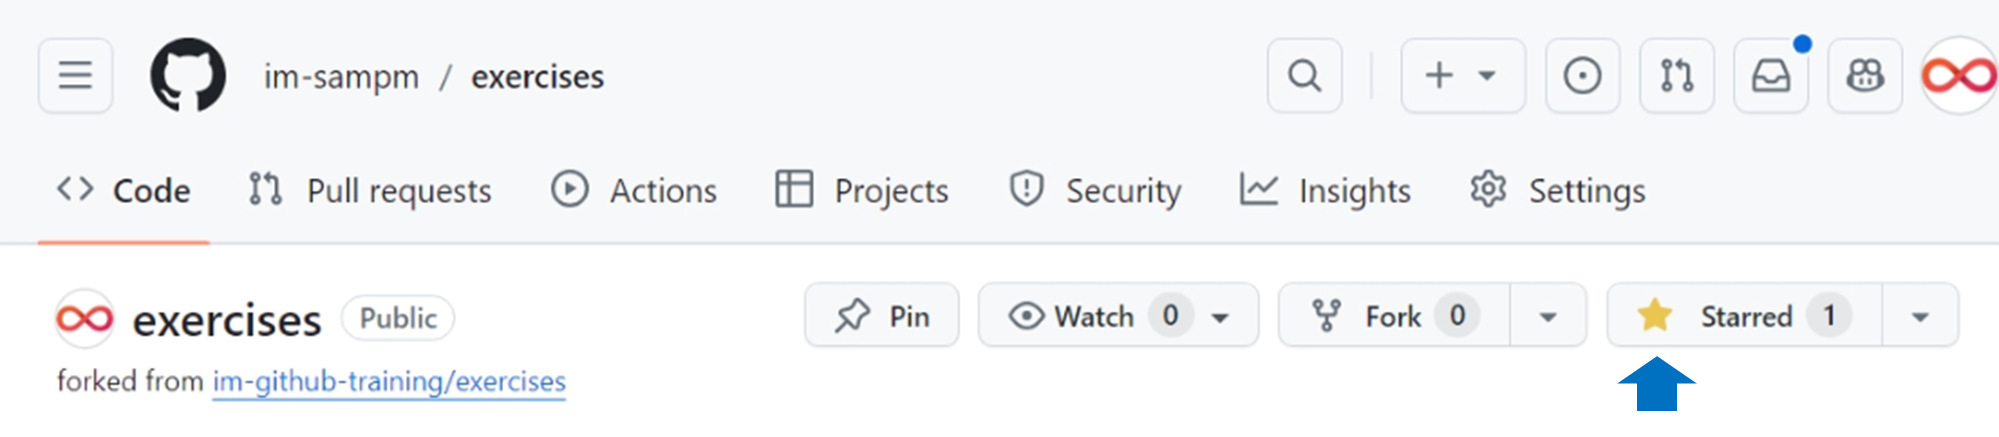 im-sampm / exercises
Code Pull requests Actions Projects Security Insights Settings
exercises Public Pin Watch 0 Fork 0 Starred 1
forked from im-github-training/exercises